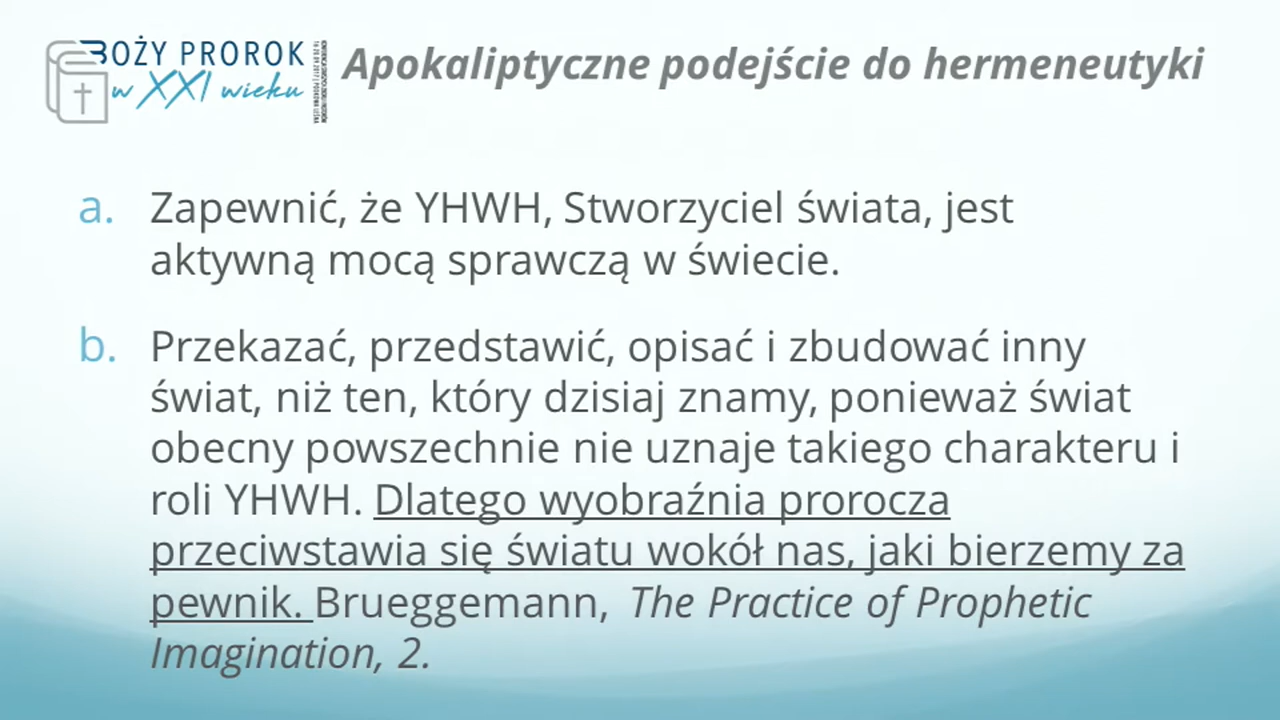 BOŻY PROROK
w XXI wieku
Apokaliptyczne podejście do hermeneutyki
a. Zapewnić, że YHWH, Stworzyciel świata, jest
aktywną mocą sprawczą w świecie.
b. Przekazać, przedstawić, opisać i zbudować inny
świat, niż ten, który dzisiaj znamy, ponieważ świat
obecny powszechnie nie uznaje takiego charakteru i
roli YHWH. Dlatego wyobraźnia prorocza
przeciwstawia się światu wokół nas, jaki bierzemy za
pewnik. Brueggemann, The Practice of Prophetic
Imagination, 2.